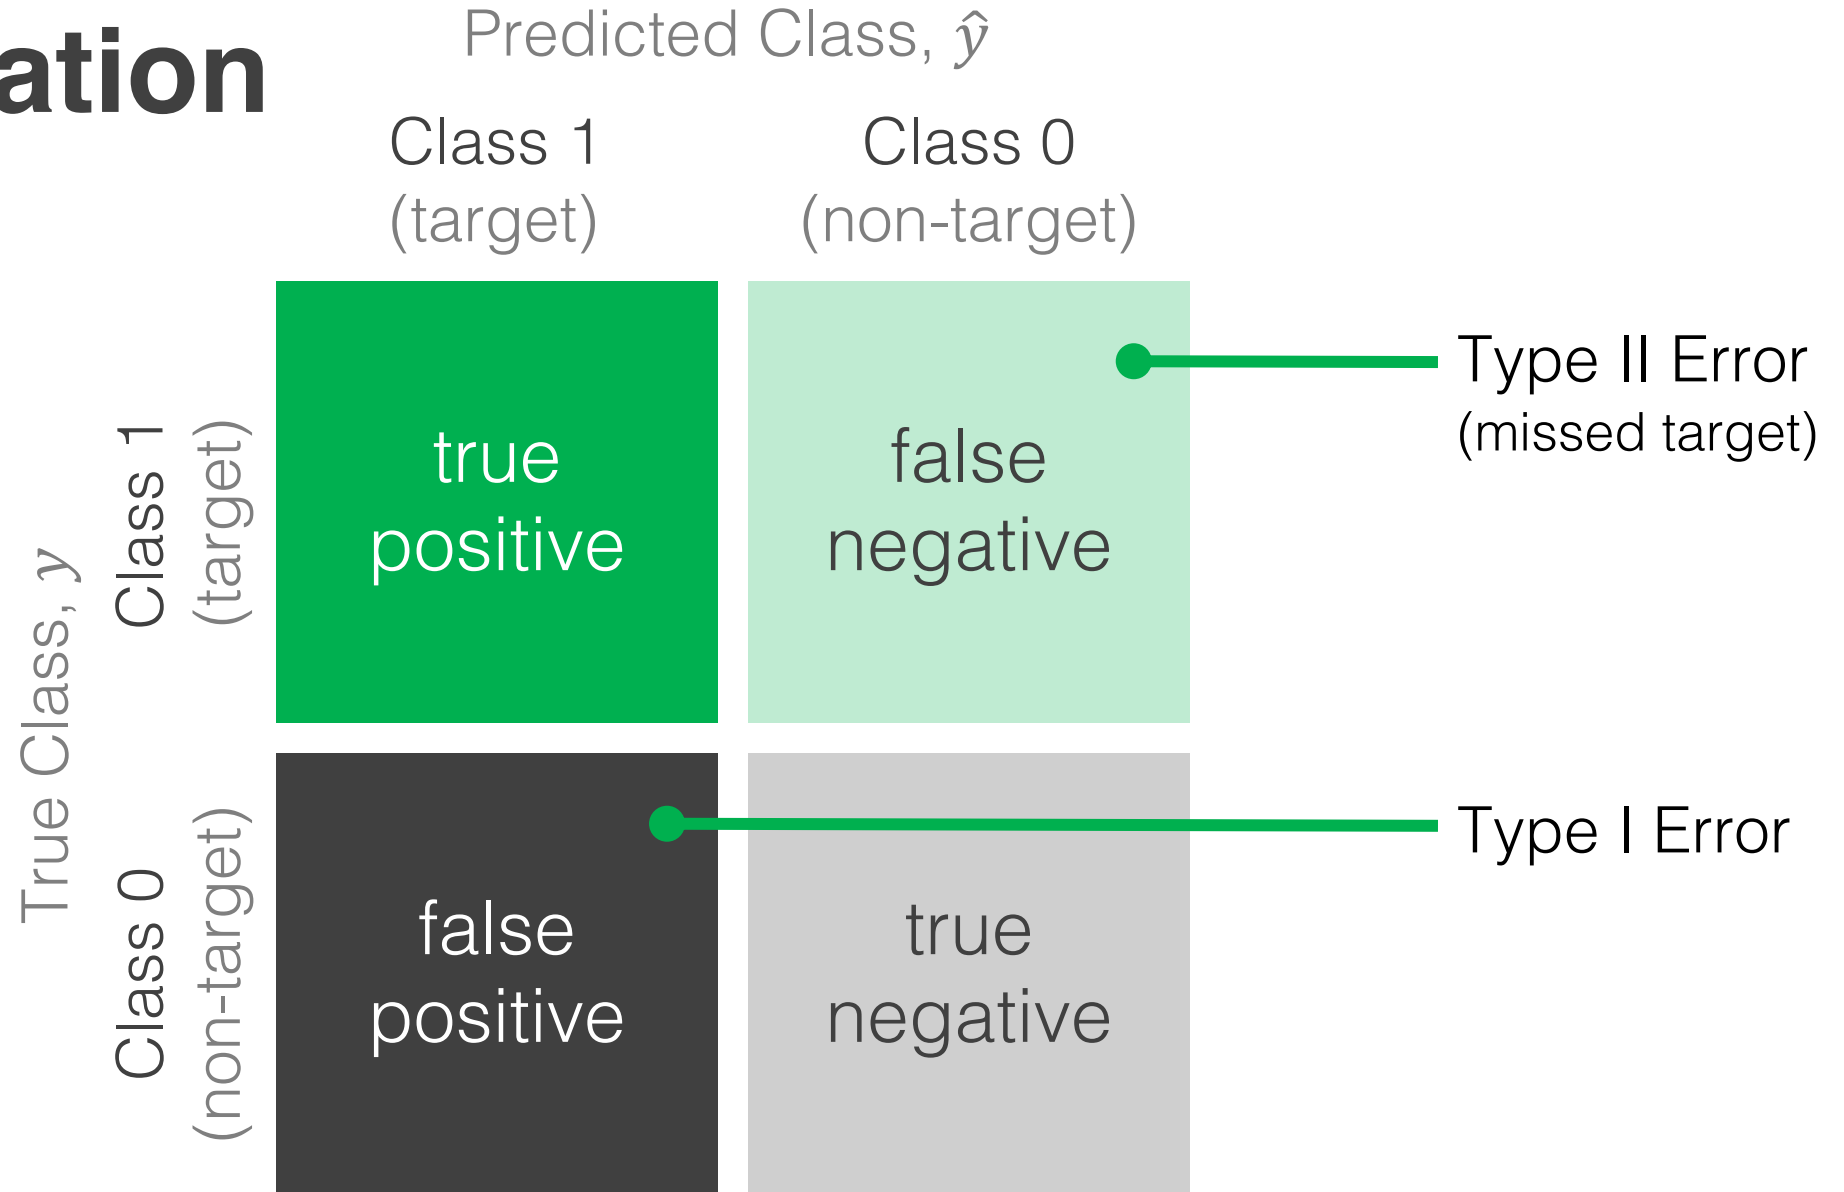 ation
Predicted Class, ŷ
Class 1
(target)
Class 0
(non-target)
True Class, y
Class 1
(target)
Class 0
(non-target)
true
positive
false
negative
false
positive
true
negative
Type II Error
(missed target)
Type I Error